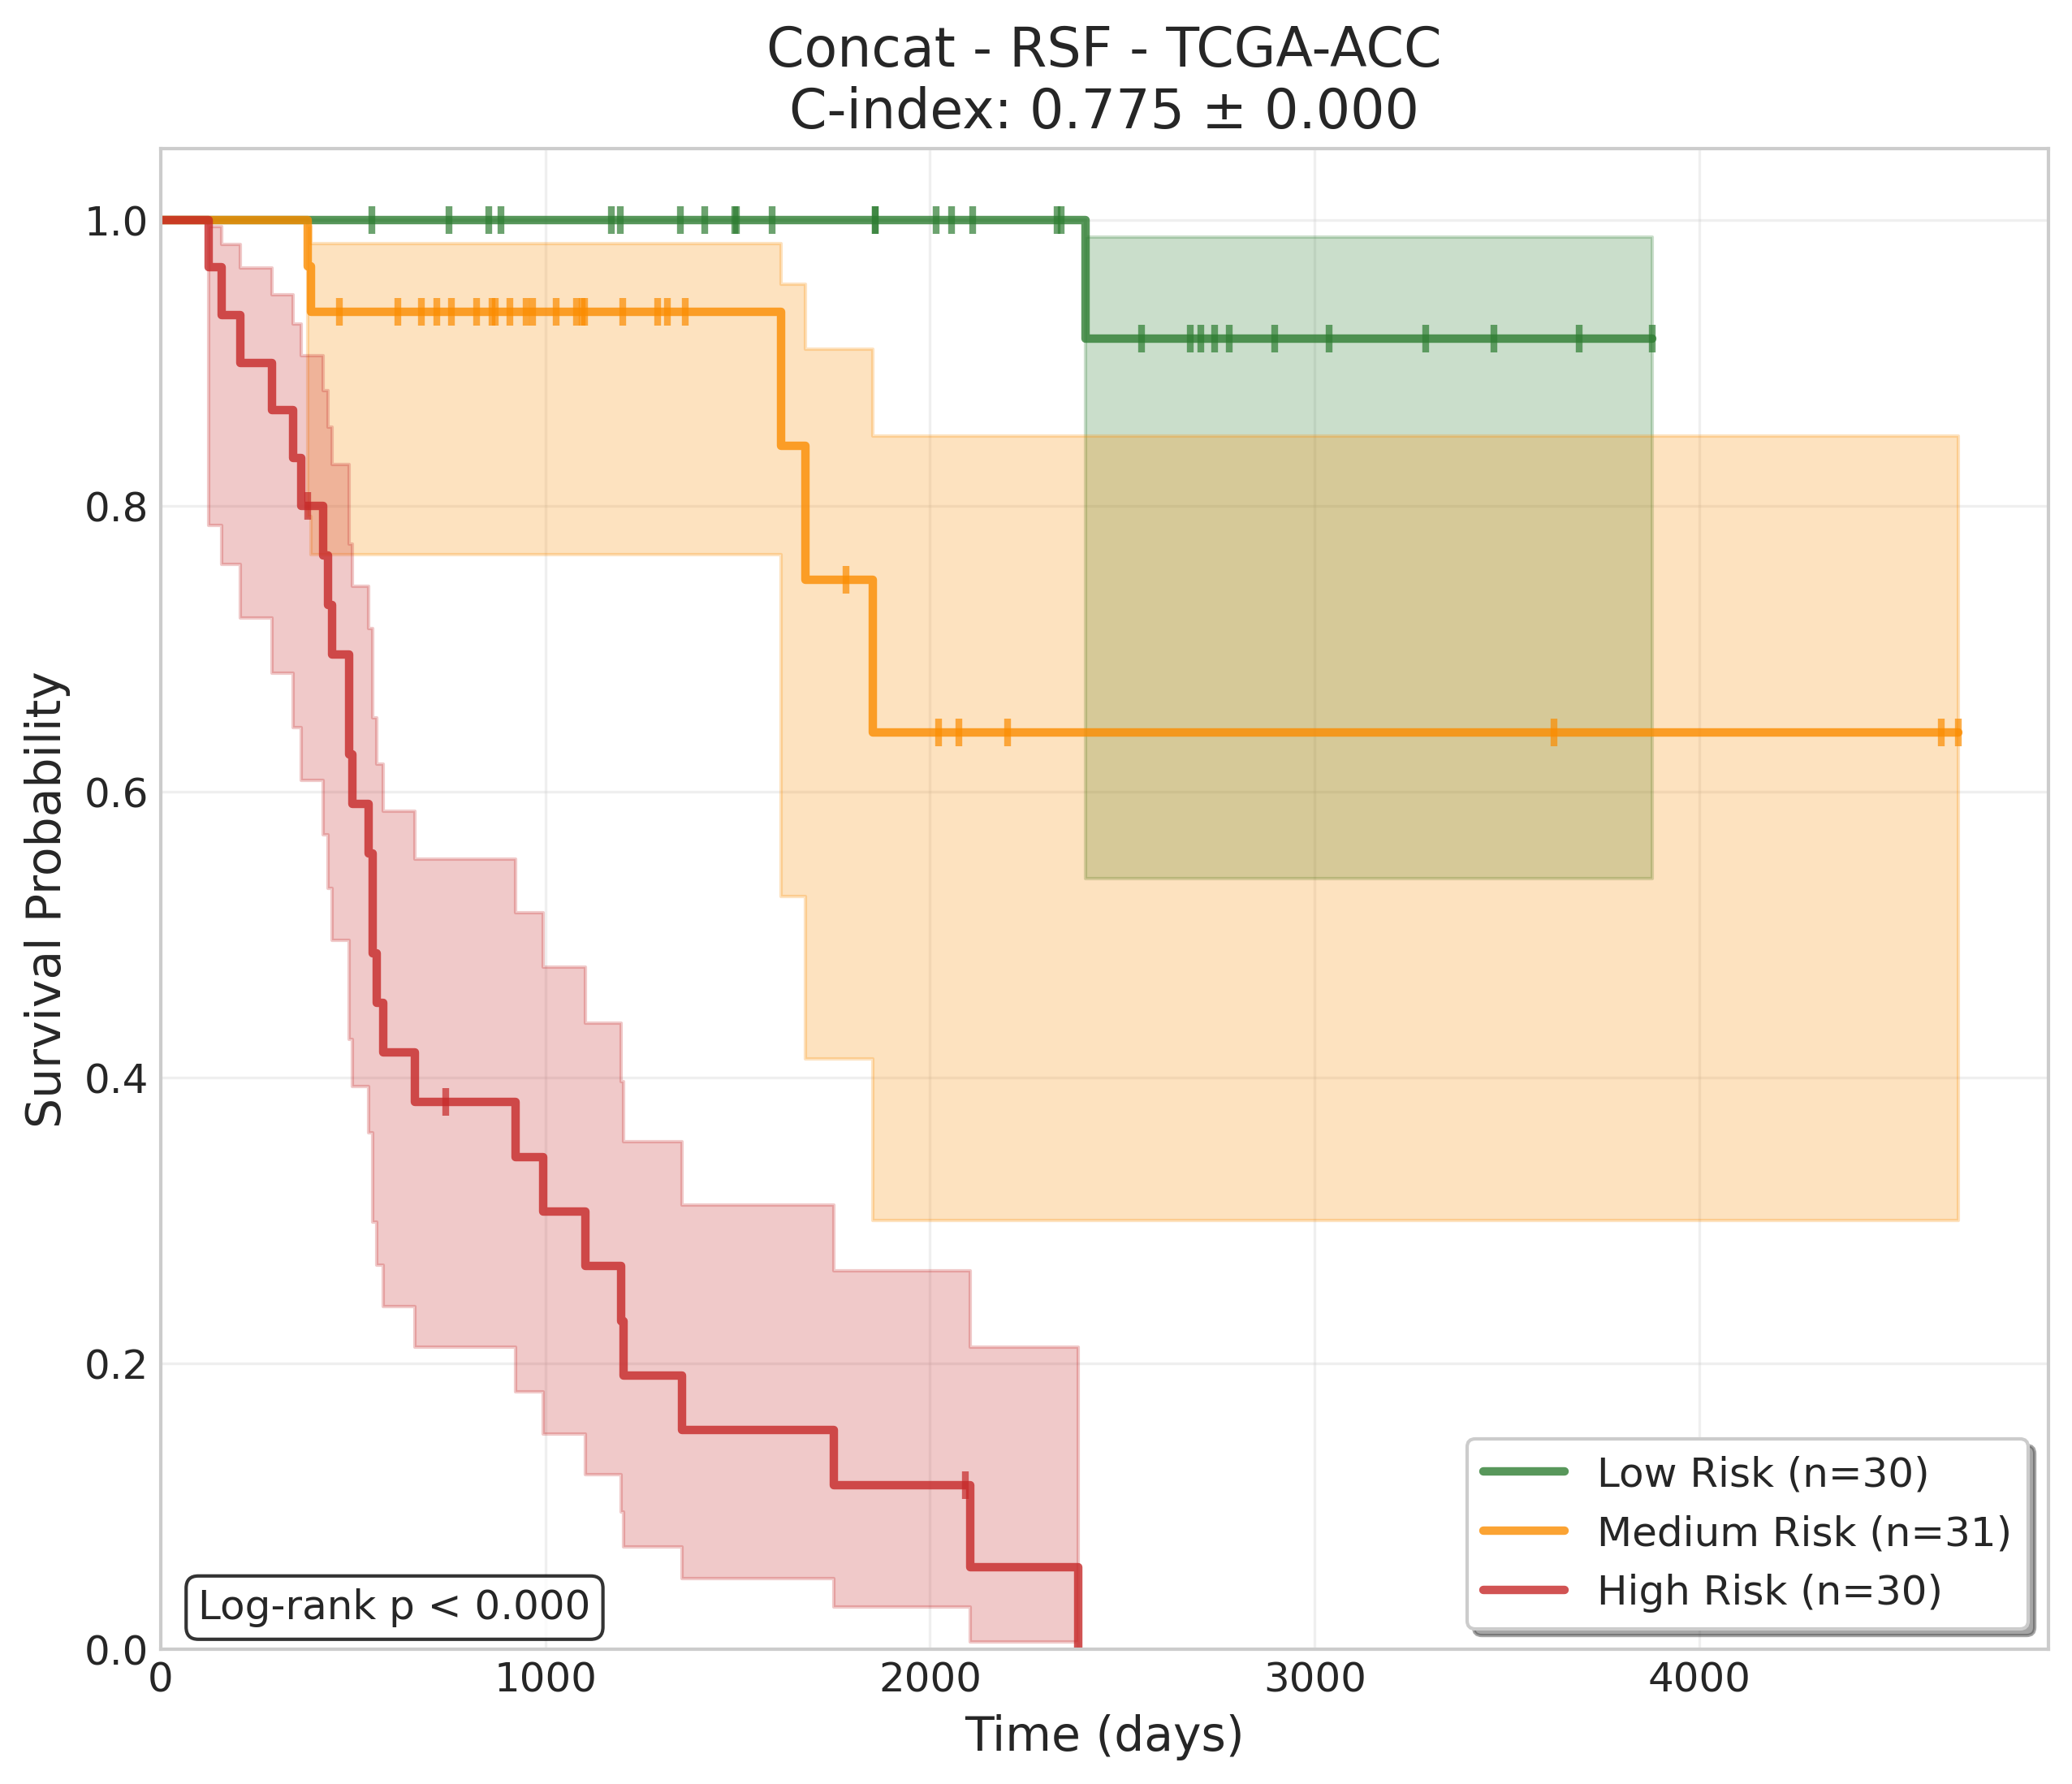 Concat - RSF - TCGA-ACC
C-index: 0.775 ± 0.000
Survival Probability
1.0
0.8
0.6
0.4
0.2
0.0
Log-rank p < 0.000
Low Risk (n=30)
Medium Risk (n=31)
High Risk (n=30)
0 1000 2000 3000 4000
Time (days)